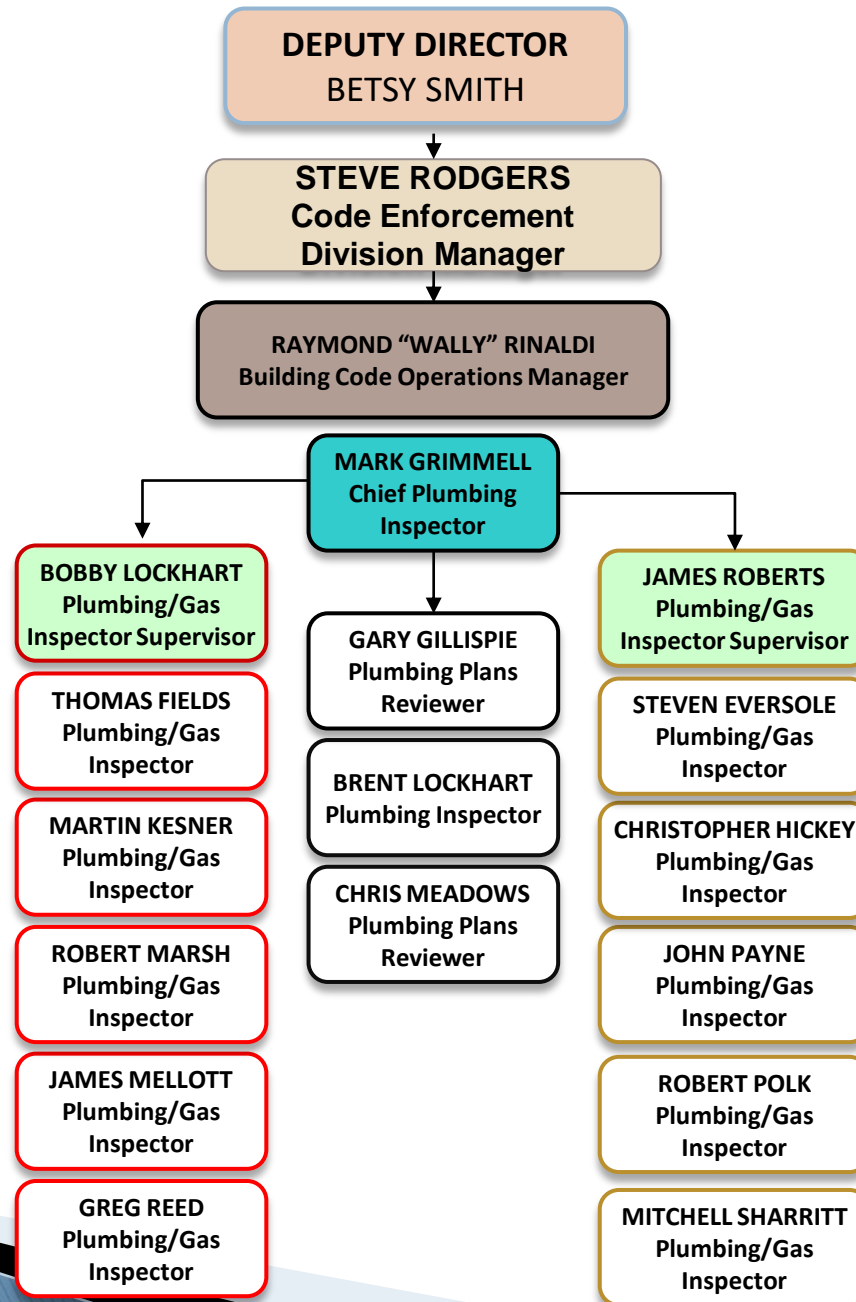 DEPUTY DIRECTOR
BETSY SMITH
STEVE RODGERS
Code Enforcement
Division Manager
RAYMOND “WALLY” RINALDI
Building Code Operations Manager
MARK GRIMMELL
Chief Plumbing
Inspector
BOBBY LOCKHART
Plumbing/Gas
Inspector Supervisor
THOMAS FIELDS
Plumbing/Gas
Inspector
MARTIN KESNER
Plumbing/Gas
Inspector
ROBERT MARSH
Plumbing/Gas
Inspector
JAMES MELLOTT
Plumbing/Gas
Inspector
GREG REED
Plumbing/Gas
Inspector
GARY GILLISPIE
Plumbing Plans
Reviewer
BRENT LOCKHART
Plumbing Inspector
CHRIS MEADOWS
Plumbing Plans
Reviewer
JAMES ROBERTS
Plumbing/Gas
Inspector Supervisor
STEVEN EVERSOLE
Plumbing/Gas
Inspector
CHRISTOPHER HICKEY
Plumbing/Gas
Inspector
JOHN PAYNE
Plumbing/Gas
Inspector
ROBERT POLK
Plumbing/Gas
Inspector
MITCHELL SHARRITT
Plumbing/Gas
Inspector